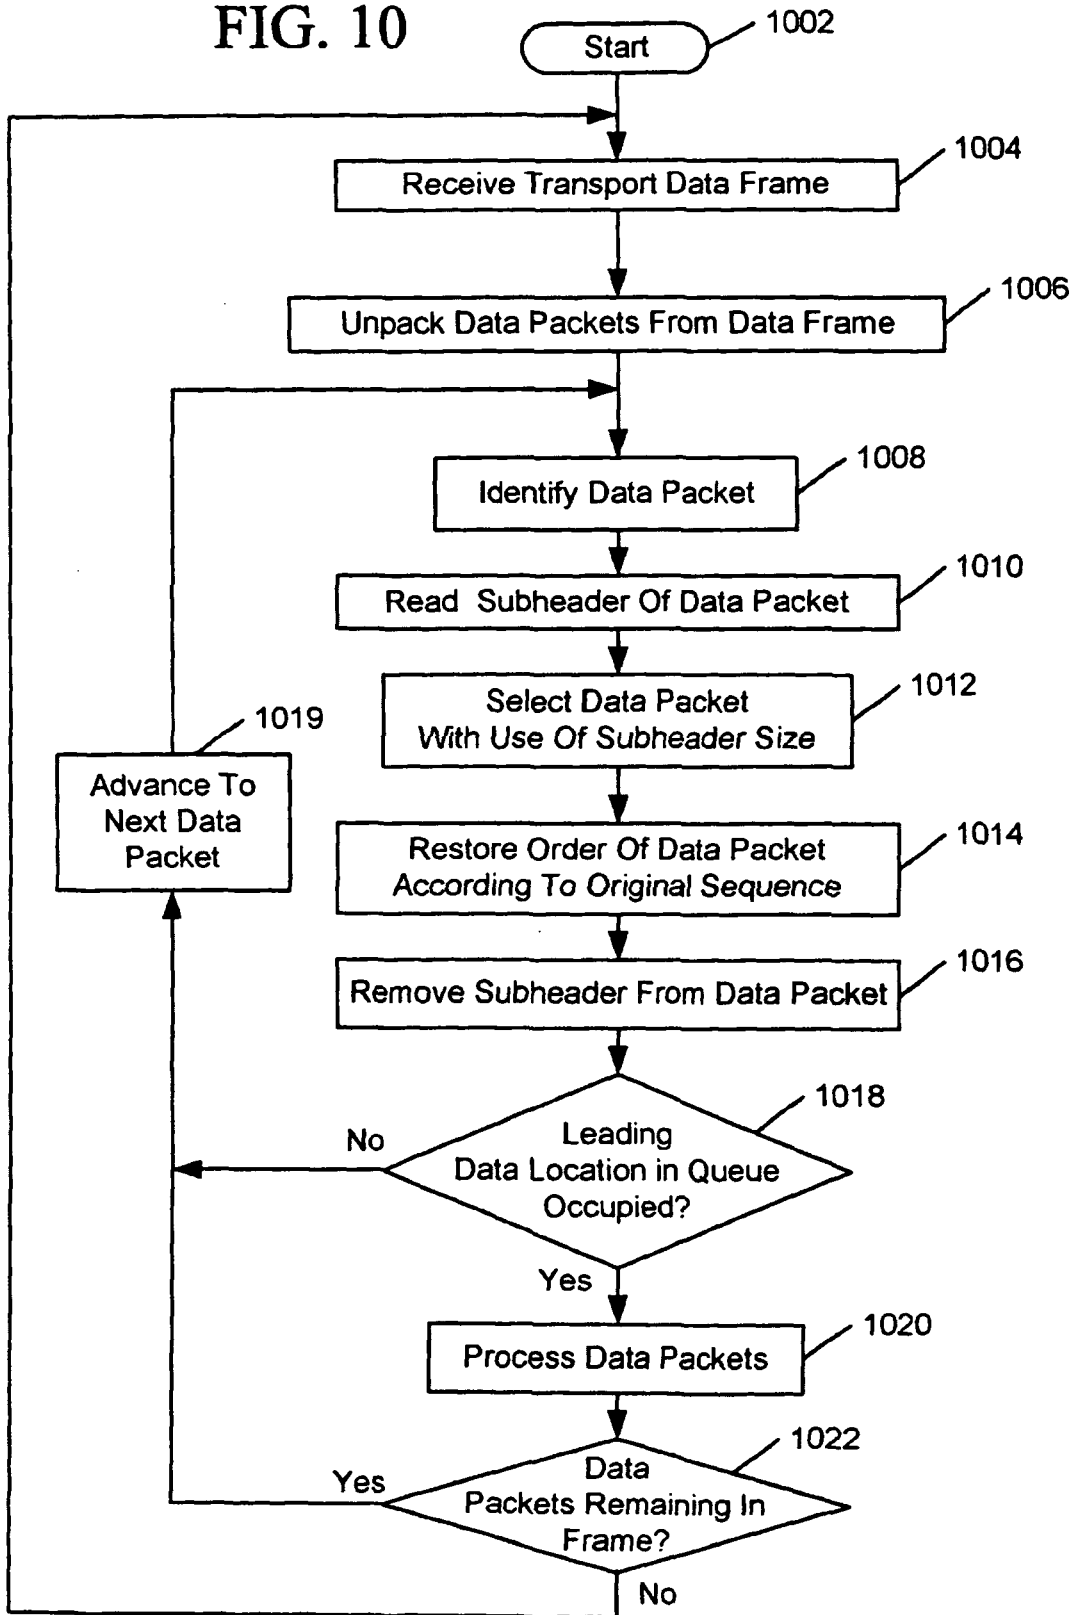 FIG. 10
Start
1002
1004
Receive Transport Data Frame
1006
Unpack Data Packets From Data Frame
1008
Identify Data Packet
1010
Read Subheader Of Data Packet
1012
Select Data Packet
With Use Of Subheader Size
1019
Advance To
Next Data
Packet
1014
Restore Order Of Data Packet
According To Original Sequence
1016
Remove Subheader From Data Packet
1018
Leading
Data Location in Queue
Occupied?
No
Yes
1020
Process Data Packets
1022
Data
Packets Remaining In
Frame?
Yes
No